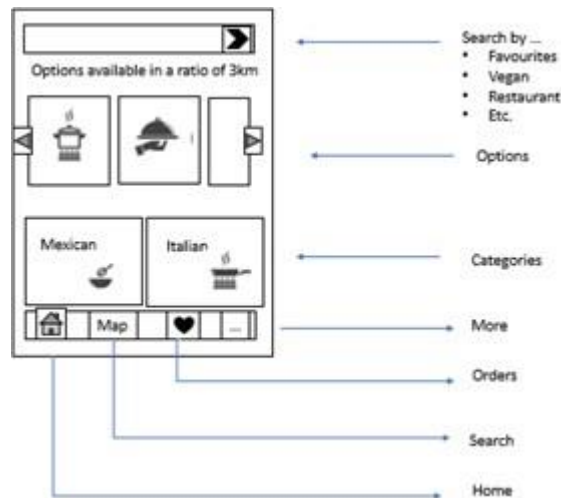 Search by ...
• Favourites
• Vegan
• Restaurant
• Etc.
Options available in a ratio of 3km
Options
Mexican
Italian
Categories
Map
...
More
Orders
Search
Home